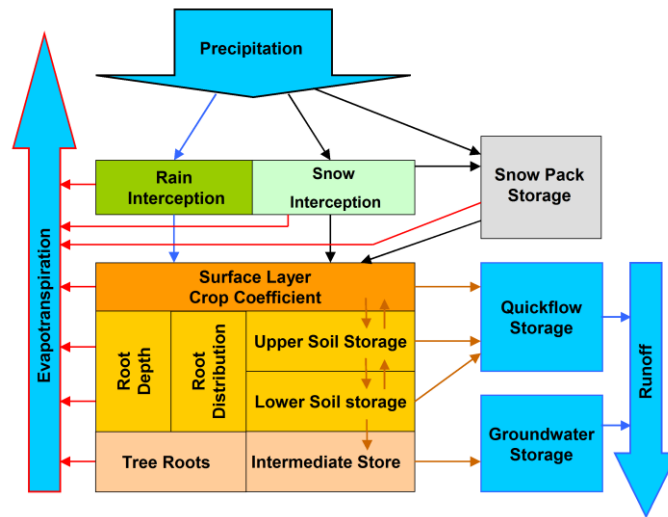 Precipitation
Rain
Interception
Snow
Interception
Snow Pack
Storage
Evapotranspiration
Surface Layer
Crop Coefficient
Root
Depth
Root
Distribution
Upper Soil Storage
Lower Soil storage
Tree Roots
Intermediate Store
Quickflow
Storage
Groundwater
Storage
Runoff